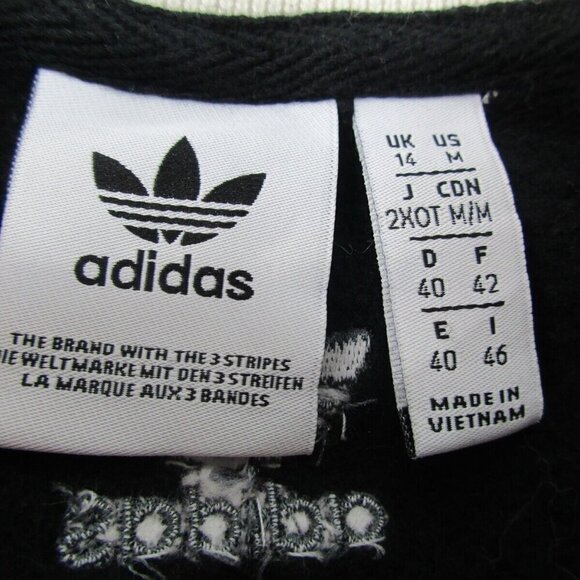 adidas
THE BRAND WITH THE 3 STRIPES
DIE WELTMARKE MIT DEN 3 STREIFEN
LA MARQUE AUX 3 BANDES
UK US
14 M
J CDN
2XOT M/M
D F
40 42
E I
40 46
MADE IN
VIETNAM